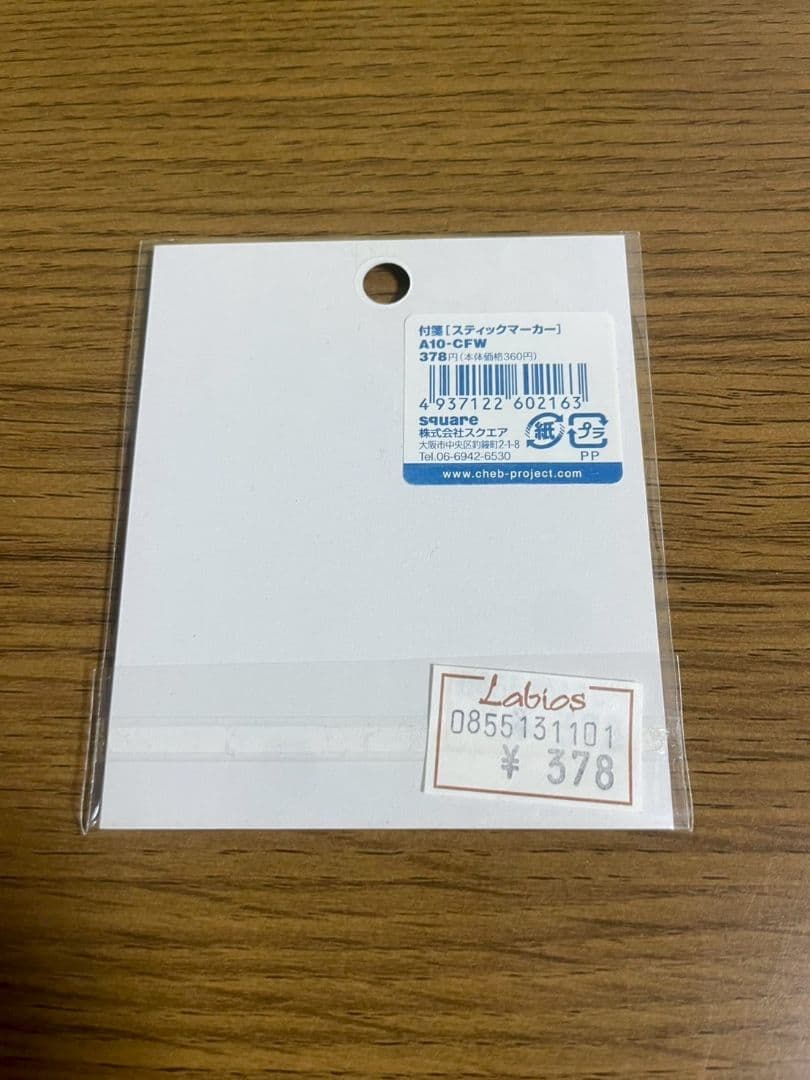 付箋[スティックマーカー]
A10-CFW
378円(本体価格360円)
4 937122 602163
square
株式会社スクエア
大阪市中央区釣鐘町2-1-8
Tel.06-6942-6530
紙
プラ
PP
www.cheb-project.com
Labios
0855131101
¥ 378